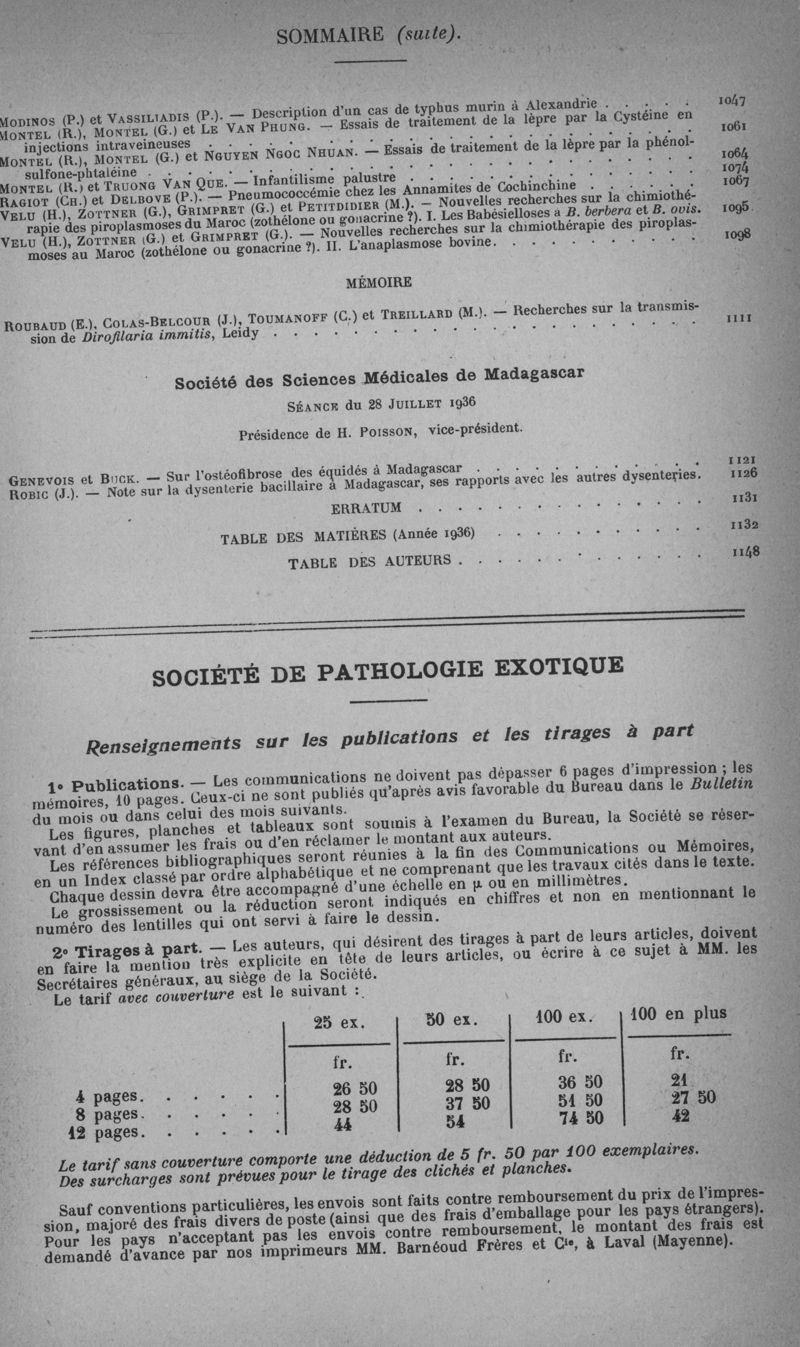 SOMMAIRE (suite).
MODINOS (P.) et VASSILIADIS (P.). — Description d'un cas de typhus murin à Alexandrie . . . . . 1047
MONTEL (R.), MONTEL (G.) et LE VAN PHUNG. — Essais de traitement de la lèpre par la Cystéine en
injections intraveineuses . . . . . 1061
MONTEL (R.), MONTEL (G.) et NGUYEN NGOC NHUAN. — Essais de traitement de la lèpre par la phénol-
sulfone-phtaléine . . . . . 1064
MONTEL (R.) et TRUONG VAN QUE. — Infantilisme palustre . . . . . 1074
RAGIOT (CH.) et DELBOVE (P.). — Pneumococcémie chez les Annamites de Cochinchine . . . . . 1067
VELU (H.), ZOTTNER (G.), GRIMPRET (G.) et PETITDIDIER (M.). — Nouvelles recherches sur la chimiothé-
rapie des piroplasmoses du Maroc (zothélone ou gonacrine ?). I. Les Babésielloses a B. berbera et B. ovis. 1095
VELU (H.), ZOTTNER (G.) et GRIMPRET (G.). — Nouvelles recherches sur la chimiothérapie des piroplas-
moses au Maroc (zothélone ou gonacrine ?). II. L'anaplasmose bovine. . . . . . 1098
MÉMOIRE
ROUBAUD (E.), COLAS-BELCOUR (J.), TOUMANOFF (C.) et TREILLARD (M.). — Recherches sur la transmis-
sion de Dirofilaria immitis, Leidy . . . . . 1111
Société des Sciences Médicales de Madagascar
SÉANCE du 28 JUILLET 1936
Présidence de H. POISSON, vice-président.
GENEVOIS et BUCK. — Sur l'ostéofibrose des équidés à Madagascar . . . . . 1121
ROBIC (J.). — Note sur la dysenterie bacillaire à Madagascar, ses rapports avec les autres dysenteries. 1126
ERRATUM . . . . . 1131
TABLE DES MATIÈRES (Année 1936) . . . . . 1132
TABLE DES AUTEURS . . . . . 1148
SOCIÉTÉ DE PATHOLOGIE EXOTIQUE
Renseignements sur les publications et les tirages à part
1° Publications. — Les communications ne doivent pas dépasser 6 pages d'impression ; les
mémoires, 10 pages. Ceux-ci ne sont publiés qu'après avis favorable du Bureau dans le Bulletin
du mois ou dans celui des mois suivants.
Les figures, planches et tableaux sont soumis à l'examen du Bureau, la Société se réser-
vant d'en assumer les frais ou d'en réclamer le montant aux auteurs.
Les références bibliographiques seront réunies à la fin des Communications ou Mémoires,
en un Index classé par ordre alphabétique et ne comprenant que les travaux cités dans le texte.
Chaque dessin devra être accompagné d'une échelle en µ ou en millimètres.
Le grossissement ou la réduction seront indiqués en chiffres et non en mentionnant le
numéro des lentilles qui ont servi à faire le dessin.
2° Tirages à part. — Les auteurs, qui désirent des tirages à part de leurs articles, doivent
en faire la mention très explicite en tête de leurs articles, ou écrire à ce sujet à MM. les
Secrétaires généraux, au siège de la Société.
Le tarif avec couverture est le suivant :
25 ex. 50 ex. 100 ex. 100 en plus
fr. fr. fr. fr.
4 pages. . . . . . 26 50 28 50 36 50 21
8 pages. . . . . . 28 50 37 50 51 50 27 50
12 pages. . . . . . 44 54 74 50 42
Le tarif sans couverture comporte une déduction de 5 fr. 50 par 100 exemplaires.
Des surcharges sont prévues pour le tirage des clichés et planches.
Sauf conventions particulières, les envois sont faits contre remboursement du prix de l'impres-
sion, majoré des frais divers de poste (ainsi que des frais d'emballage pour les pays étrangers).
Pour les pays n'acceptant pas les envois contre remboursement, le montant des frais est
demandé d'avance par nos imprimeurs MM. Barnéoud Frères et Cie, à Laval (Mayenne).